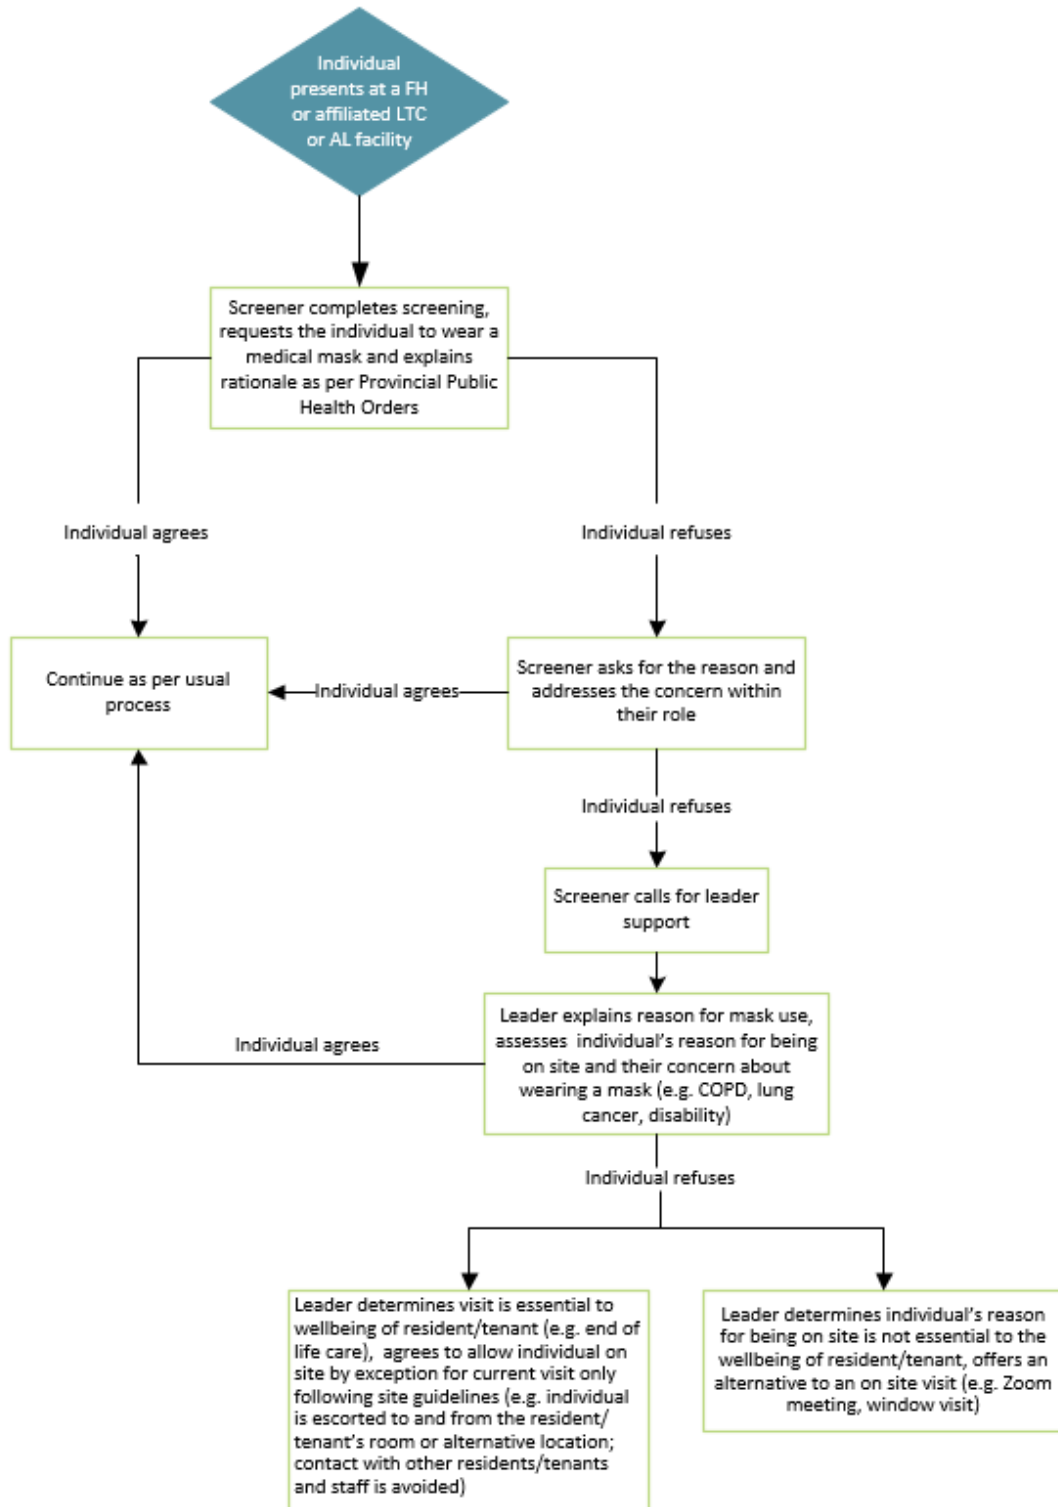 Individual
presents at a FH
or affiliated LTC
or AL facility
Screener completes screening,
requests the individual to wear a
medical mask and explains
rationale as per Provincial Public
Health Orders
Individual agrees
Individual refuses
Continue as per usual
process
Individual agrees
Screener asks for the reason and
addresses the concern within
their role
Individual refuses
Screener calls for leader
support
Individual agrees
Leader explains reason for mask use,
assesses individual's reason for being
on site and their concern about
wearing a mask (e.g. COPD, lung
cancer, disability)
Individual refuses
Leader determines visit is essential to
wellbeing of resident/tenant (e.g. end of
life care), agrees to allow individual on
site by exception for current visit only
following site guidelines (e.g. individual
is escorted to and from the resident/
tenant's room or alternative location;
contact with other residents/tenants
and staff is avoided)
Leader determines individual's reason
for being on site is not essential to the
wellbeing of resident/tenant, offers an
alternative to an on site visit (e.g. Zoom
meeting, window visit)